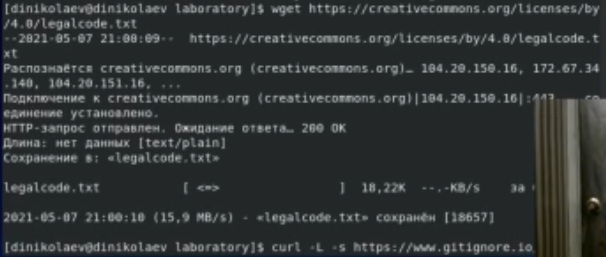 [dinikolaev@dinikolaev laboratory]$ wget https://creativecommons.org/licenses/by
/4.0/legalcode.txt
--2021-05-07 21:00:09-- https://creativecommons.org/licenses/by/4.0/legalcode.t
xt
Распознаётся creativecommons.org (creativecommons.org)… 104.20.150.16, 172.67.34
.140, 104.20.151.16, ...
Подключение к creativecommons.org (creativecommons.org)|104.20.150.16|:443
единение установлено.
HTTP-запрос отправлен. Ожидание ответа… 200 OK
Длина: нет данных [text/plain]
Сохранение в: «legalcode.txt»
legalcode.txt [ <=> ] 18,22K --.-KB/s за
2021-05-07 21:00:10 (15,9 MB/s) - «legalcode.txt» сохранён [18657]
[dinikolaev@dinikolaev laboratory]$ curl -L -s https://www.gitignore.io